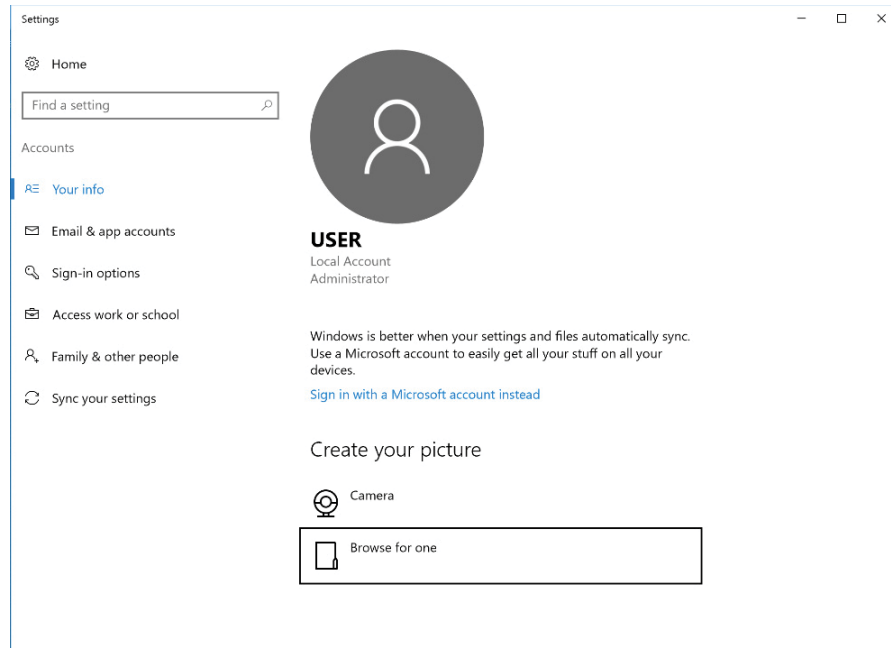 Settings
Home
Find a setting
Accounts
Your info
Email & app accounts
Sign-in options
Access work or school
Family & other people
Sync your settings
USER
Local Account
Administrator
Windows is better when your settings and files automatically sync.
Use a Microsoft account to easily get all your stuff on all your
devices.
Sign in with a Microsoft account instead
Create your picture
Camera
Browse for one